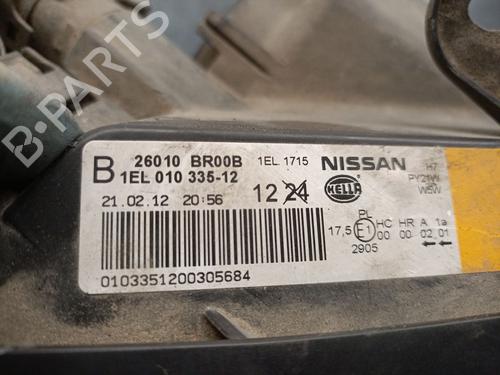 B 26010 BR00B 1EL 1715 NISSAN H7
1EL 010 335-12 PY21W
W5W
21.02.12 20:56 12 24 HELLA
PL
17,5 E1 HC HR A 1a
00 00 02 01
2905
0103351200305684
B-Parts